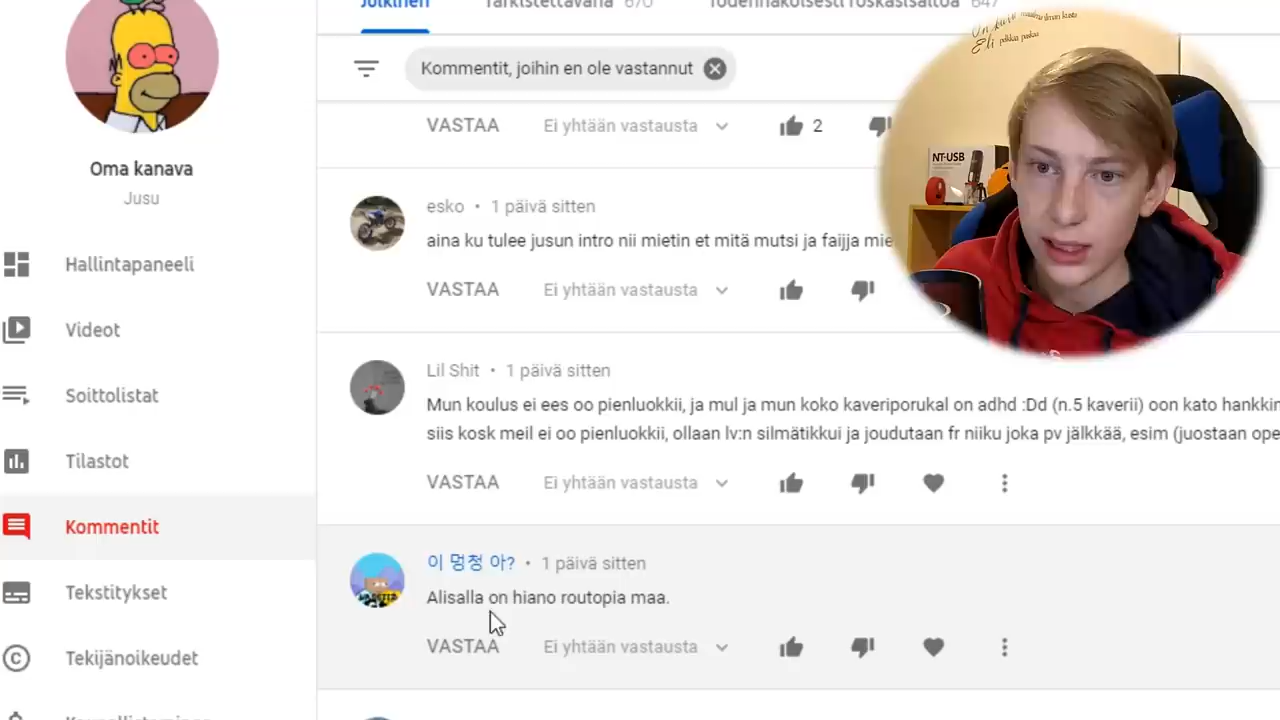 Julkinen Tarkistettavana 670 Todennäköisesti roskasisältöä 647
Kommentit, joihin en ole vastannut
Oma kanava
Jusu
Hallintapaneeli
Videot
Soittolistat
Tilastot
Kommentit
Tekstitykset
Tekijänoikeudet
VASTAA Ei yhtään vastausta 2
esko • 1 päivä sitten
aina ku tulee jusun intro nii mietin et mitä mutsi ja faijja mie
VASTAA Ei yhtään vastausta
Lil Shit • 1 päivä sitten
Mun koulus ei ees oo pienluokkii, ja mul ja mun koko kaveriporukal on adhd :Dd (n.5 kaverii) oon kato hankkin
siis kosk meil ei oo pienluokkii, ollaan lv:n silmätikkui ja joudutaan fr niiku joka pv jälkkää, esim (juostaan ope
VASTAA Ei yhtään vastausta
이 멍청 아? • 1 päivä sitten
Alisalla on hiano routopia maa.
VASTAA Ei yhtään vastausta
NT-USB